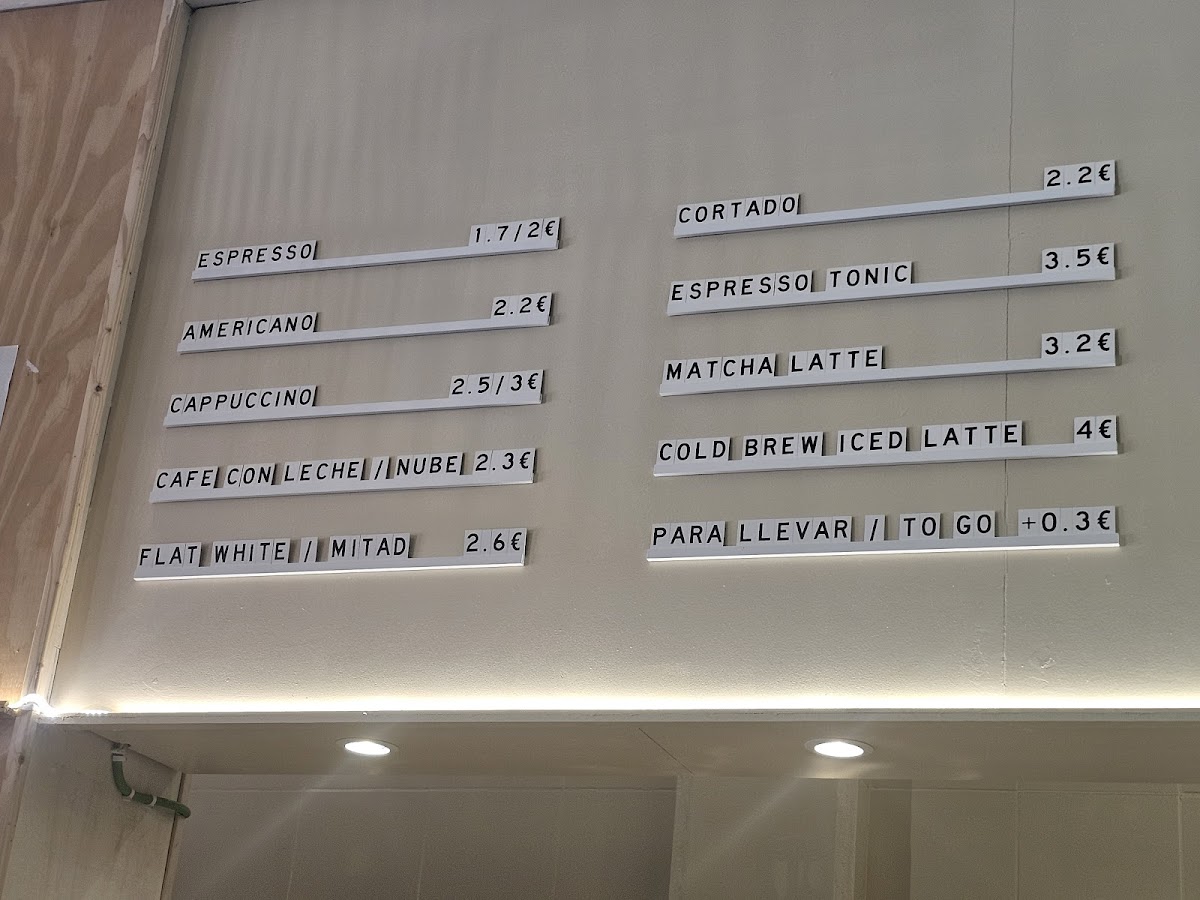 ESPRESSO 1.7/2€
AMERICANO 2.2€
CAPPUCCINO 2.5/3€
CAFE CON LECHE / NUBE 2.3€
FLAT WHITE / MITAD 2.6€
CORTADO 2.2€
ESPRESSO TONIC 3.5€
MATCHA LATTE 3.2€
COLD BREW ICED LATTE 4€
PARA LLEVAR / TO GO +0.3€